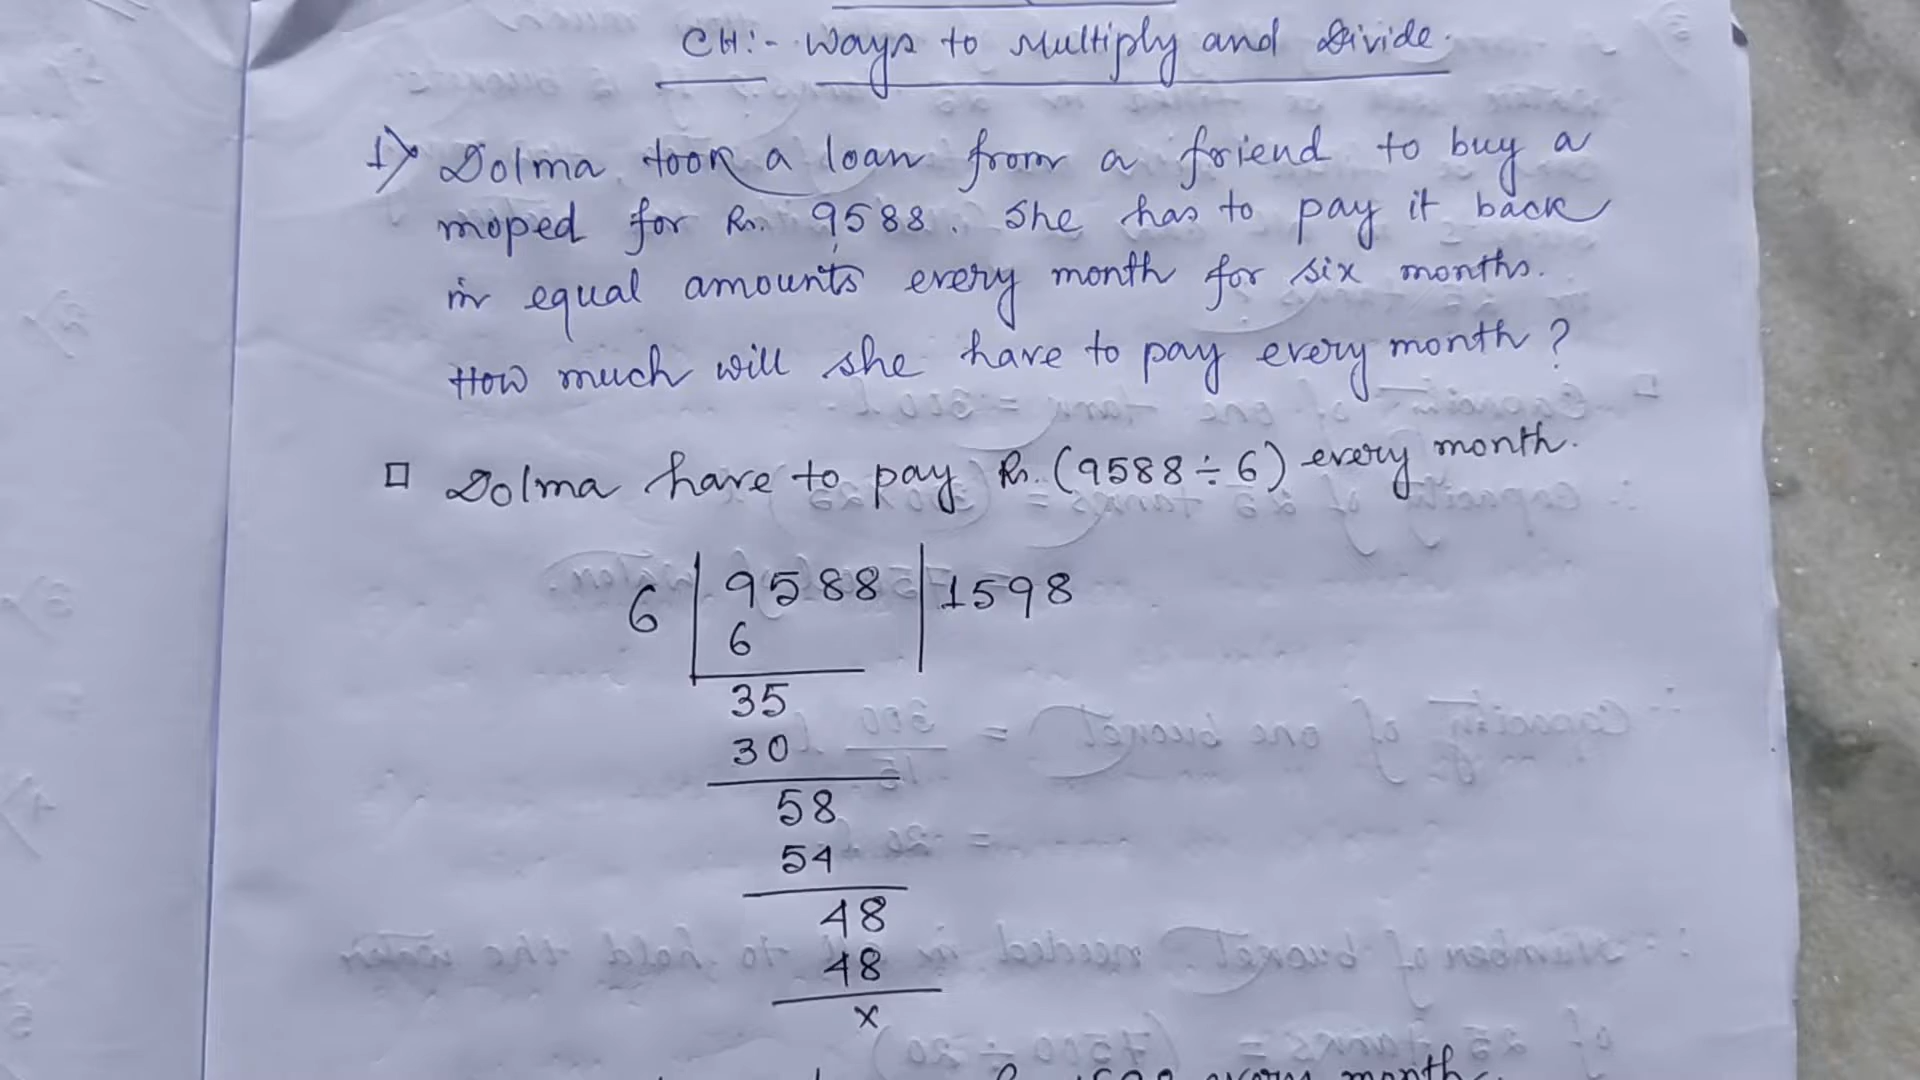 CH:- Ways to Multiply and Divide.
1) Dolma took a loan from a friend to buy a
moped for Rs. 9588. She has to pay it back
in equal amounts every month for six months.
How much will she have to pay every month?
□ Dolma have to pay Rs. (9588 ÷ 6) every month.
6 | 9588 | 1598
6
35
30
58
54
48
48
x
every month.